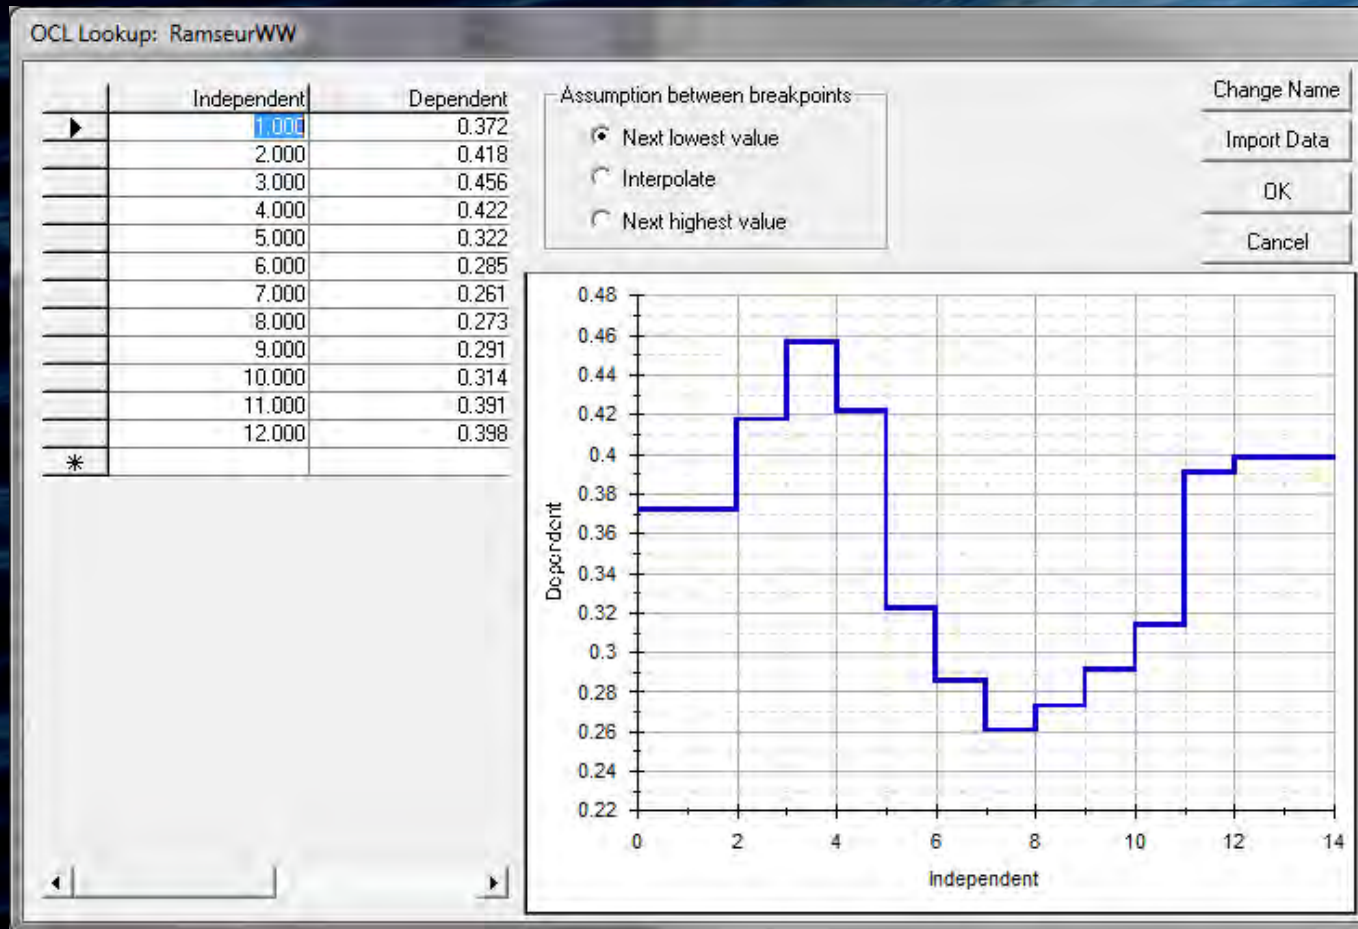 OCL Lookup: RamseurWW
Independent Dependent
1.000 0.372
2.000 0.418
3.000 0.456
4.000 0.422
5.000 0.322
6.000 0.285
7.000 0.261
8.000 0.273
9.000 0.291
10.000 0.314
11.000 0.391
12.000 0.398
*
Assumption between breakpoints
Next lowest value
Interpolate
Next highest value
Change Name
Import Data
OK
Cancel
0.48
0.46
0.44
0.42
0.4
0.38
0.36
0.34
0.32
0.3
0.28
0.26
0.24
0.22
Dependent
0 2 4 6 8 10 12 14
Independent